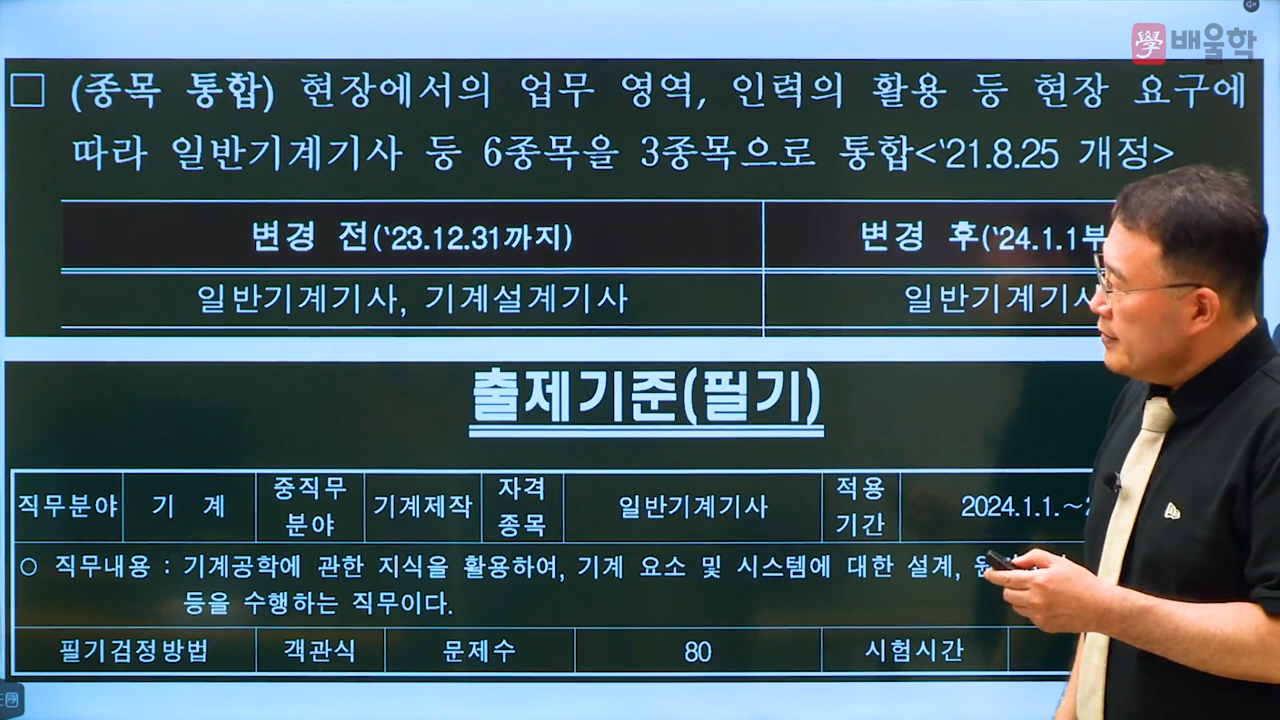 學 배울학
□ (종목 통합) 현장에서의 업무 영역, 인력의 활용 등 현장 요구에
따라 일반기계기사 등 6종목을 3종목으로 통합<‘21.8.25 개정>
변경 전(‘23.12.31까지) 변경 후(‘24.1.1부
일반기계기사, 기계설계기사 일반기계기사
출제기준(필기)
직무분야 기 계 중직무 분야 기계제작 자격 종목 일반기계기사 적용 기간 2024.1.1.~
○ 직무내용 : 기계공학에 관한 지식을 활용하여, 기계 요소 및 시스템에 대한 설계,
등을 수행하는 직무이다.
필기검정방법 객관식 문제수 80 시험시간